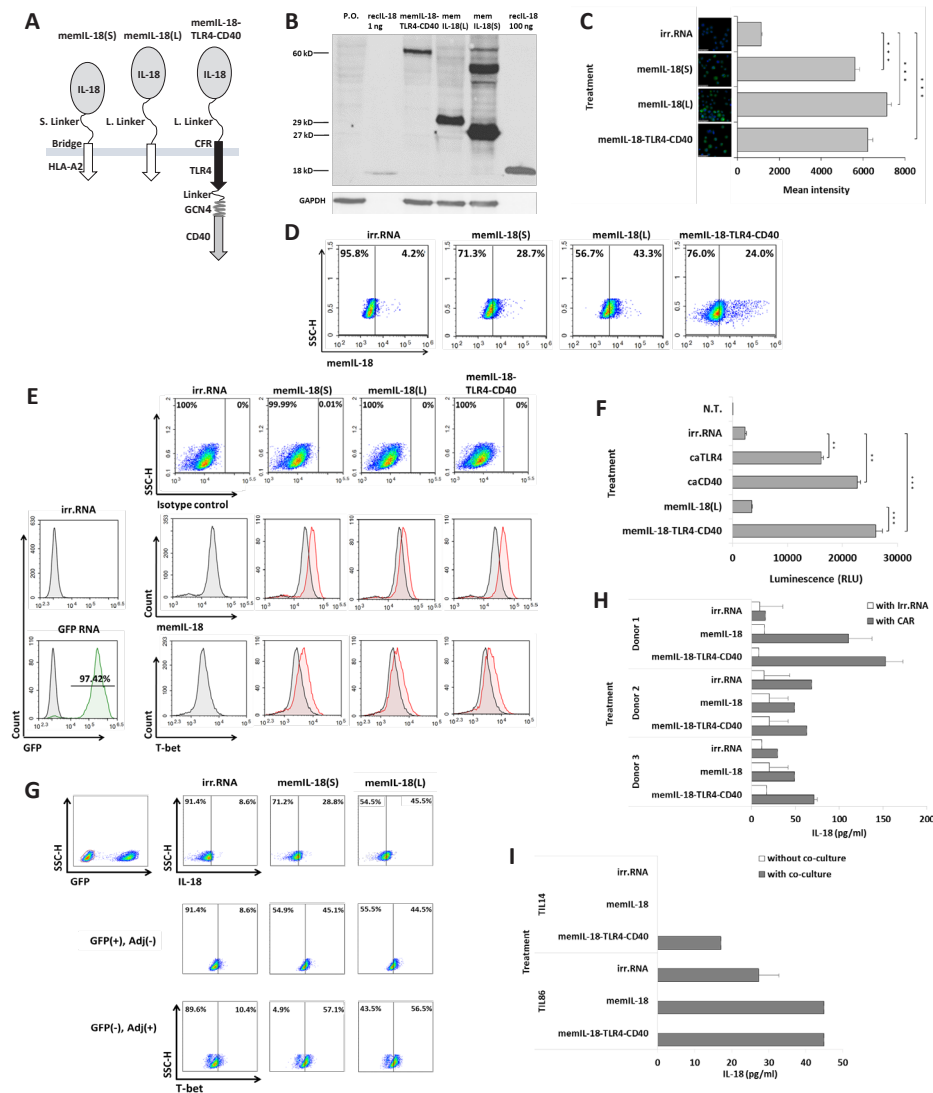 A
memIL-18(S)
memIL-18(L)
memIL-18-
TLR4-CD40
IL-18
IL-18
IL-18
S. Linker
L. Linker
L. Linker
Bridge
CFR
HLA-A2
TLR4
Linker
GCN4
CD40
B
P.O.
recIL-18
1 ng
memIL-18-
TLR4-CD40
mem
IL-18(L)
mem
IL-18(S)
recIL-18
100 ng
60 kD
29 kD
27 kD
18 kD
GAPDH
C
Treatment
irr.RNA
memIL-18(S)
memIL-18(L)
memIL-18-TLR4-CD40
0 2000 4000 6000 8000
Mean intensity
D
irr.RNA
memIL-18(S)
memIL-18(L)
memIL-18-TLR4-CD40
95.8% 4.2%
71.3% 28.7%
56.7% 43.3%
76.0% 24.0%
SSC-H
memIL-18
E
irr.RNA
memIL-18(S)
memIL-18(L)
memIL-18-
TLR4-CD40
100% 0%
99.99% 0.01%
100% 0%
100% 0%
SSC-H
Isotype control
irr.RNA
Count
memIL-18
GFP RNA
97.42%
Count
GFP
Count
T-bet
F
Treatment
N.T.
irr.RNA
caTLR4
caCD40
memIL-18(L)
memIL-18-TLR4-CD40
0 10000 20000 30000
Luminescence (RLU)
G
irr.RNA
memIL-18(S)
memIL-18(L)
91.4% 8.6%
71.2% 28.8%
54.5% 45.5%
SSC-H
GFP
SSC-H
IL-18
GFP(+), Adj(-)
91.4% 8.6%
54.9% 45.1%
55.5% 44.5%
GFP(-), Adj(+)
89.6% 10.4%
4.9% 57.1%
43.5% 56.5%
SSC-H
T-bet
H
with Irr.RNA
with CAR
Treatment
Donor 1
irr.RNA
memIL-18
memIL-18-TLR4-CD40
Donor 2
irr.RNA
memIL-18
memIL-18-TLR4-CD40
Donor 3
irr.RNA
memIL-18
memIL-18-TLR4-CD40
0 50 100 150 200
IL-18 (pg/ml)
I
without co-culture
with co-culture
Treatment
TIL14
irr.RNA
memIL-18
memIL-18-TLR4-CD40
TIL86
irr.RNA
memIL-18
memIL-18-TLR4-CD40
0 10 20 30 40 50
IL-18 (pg/ml)